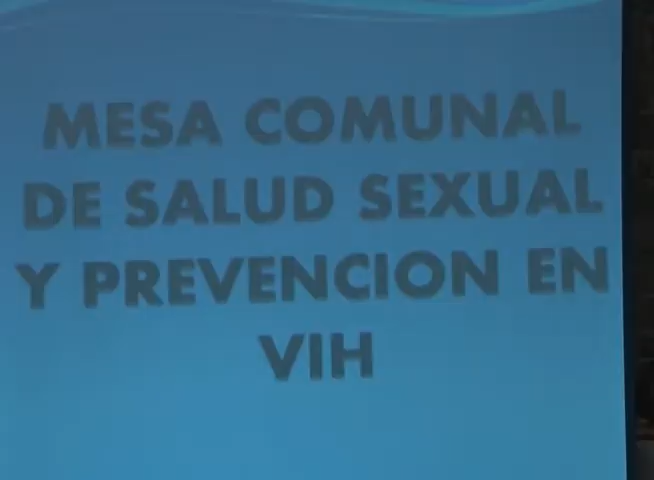 MESA COMUNAL
DE SALUD SEXUAL
Y PREVENCION EN
VIH